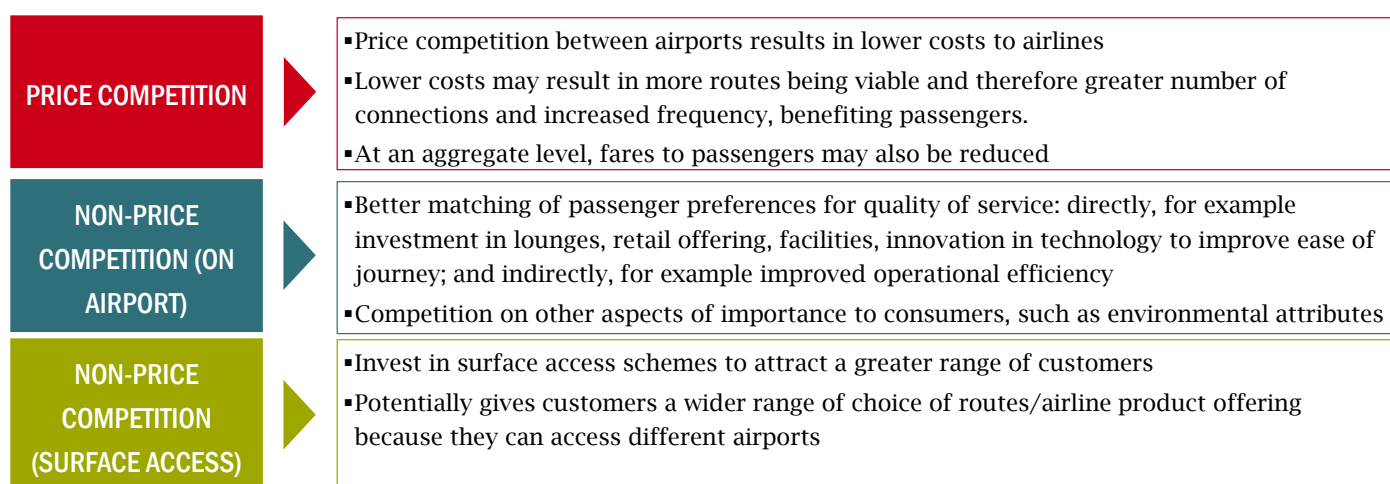 PRICE COMPETITION
▪Price competition between airports results in lower costs to airlines
▪Lower costs may result in more routes being viable and therefore greater number of
connections and increased frequency, benefiting passengers.
▪At an aggregate level, fares to passengers may also be reduced
NON-PRICE
COMPETITION (ON
AIRPORT)
▪Better matching of passenger preferences for quality of service: directly, for example
investment in lounges, retail offering, facilities, innovation in technology to improve ease of
journey; and indirectly, for example improved operational efficiency
▪Competition on other aspects of importance to consumers, such as environmental attributes
NON-PRICE
COMPETITION
(SURFACE ACCESS)
▪Invest in surface access schemes to attract a greater range of customers
▪Potentially gives customers a wider range of choice of routes/airline product offering
because they can access different airports